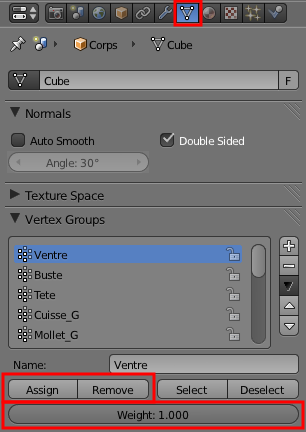 Corps Cube
Cube F
Normals
Auto Smooth Double Sided
Angle: 30°
Texture Space
Vertex Groups
Ventre
Buste
Tete
Cuisse_G
Mollet_G
Name: Ventre
Assign Remove Select Deselect
Weight: 1.000